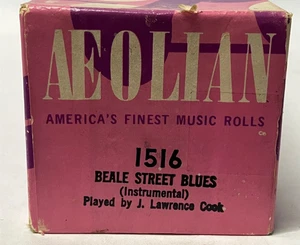 AEOLIAN
AMERICA'S FINEST MUSIC ROLLS
1516
BEALE STREET BLUES
(Instrumental)
Played by J. Lawrence Cook